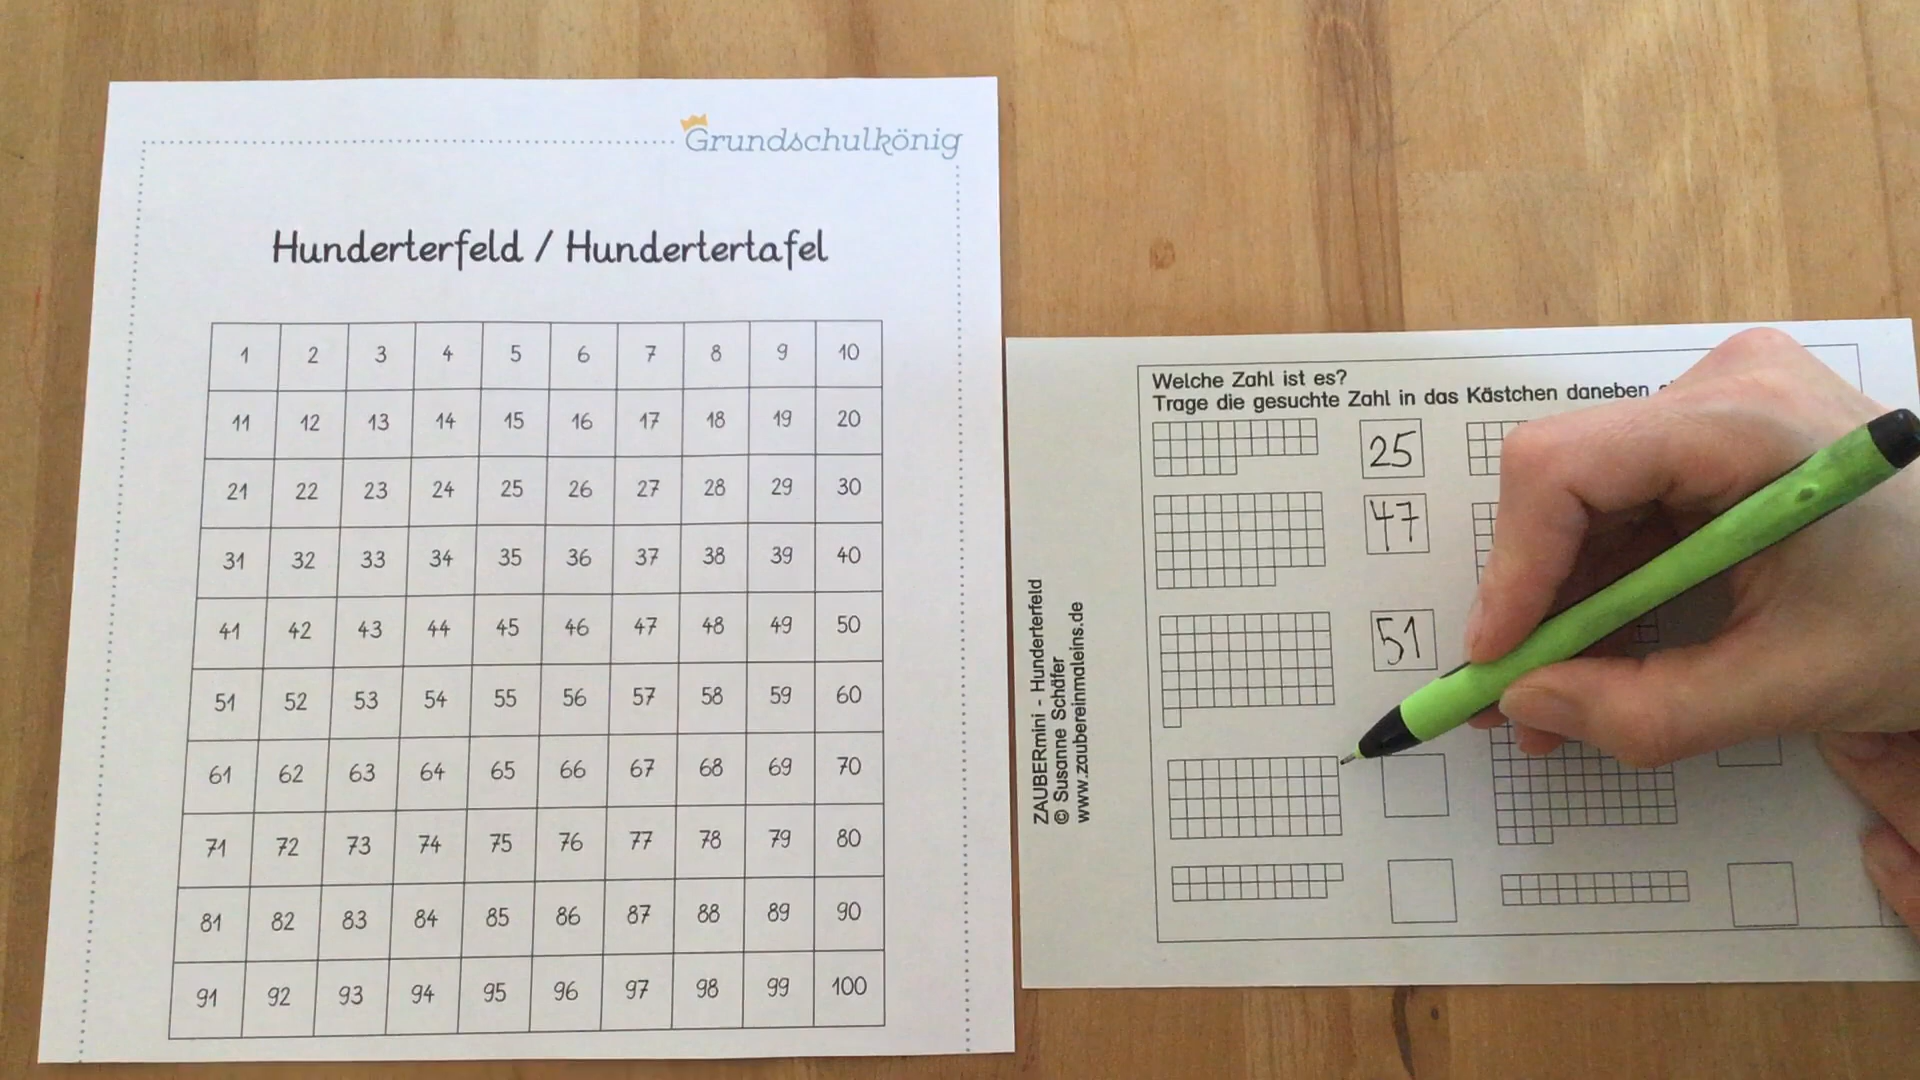 Grundschulkönig
Hunderterfeld / Hundertertafel
1 2 3 4 5 6 7 8 9 10
11 12 13 14 15 16 17 18 19 20
21 22 23 24 25 26 27 28 29 30
31 32 33 34 35 36 37 38 39 40
41 42 43 44 45 46 47 48 49 50
51 52 53 54 55 56 57 58 59 60
61 62 63 64 65 66 67 68 69 70
71 72 73 74 75 76 77 78 79 80
81 82 83 84 85 86 87 88 89 90
91 92 93 94 95 96 97 98 99 100
Welche Zahl ist es?
Trage die gesuchte Zahl in das Kästchen daneben
25
47
51
ZAUBERmini - Hunderterfeld
© Susanne Schäfer
www.zaubereinmaleins.de